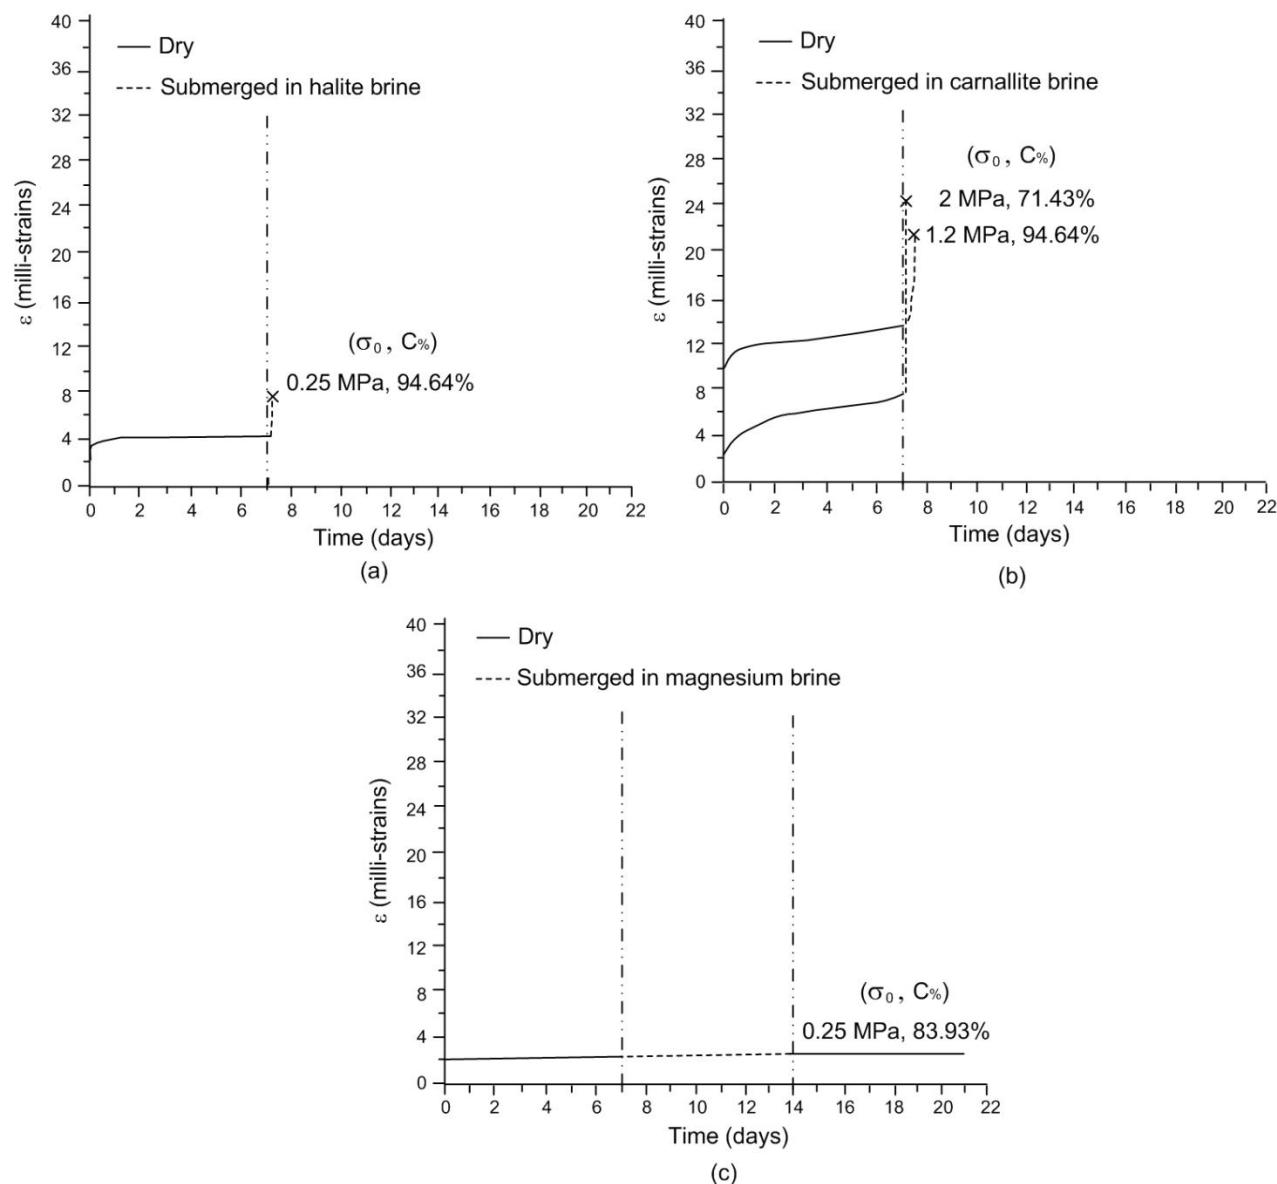 40
36
32
28
24
20
16
12
8
4
0
ε (milli-strains)
Dry
Submerged in halite brine
(σ₀, C%)
0.25 MPa, 94.64%
0 2 4 6 8 10 12 14 16 18 20 22
Time (days)
(a)
40
36
32
28
24
20
16
12
8
4
0
ε (milli-strains)
Dry
Submerged in carnallite brine
(σ₀, C%)
2 MPa, 71.43%
1.2 MPa, 94.64%
0 2 4 6 8 10 12 14 16 18 20 22
Time (days)
(b)
40
36
32
28
24
20
16
12
8
4
0
ε (milli-strains)
Dry
Submerged in magnesium brine
(σ₀, C%)
0.25 MPa, 83.93%
0 2 4 6 8 10 12 14 16 18 20 22
Time (days)
(c)